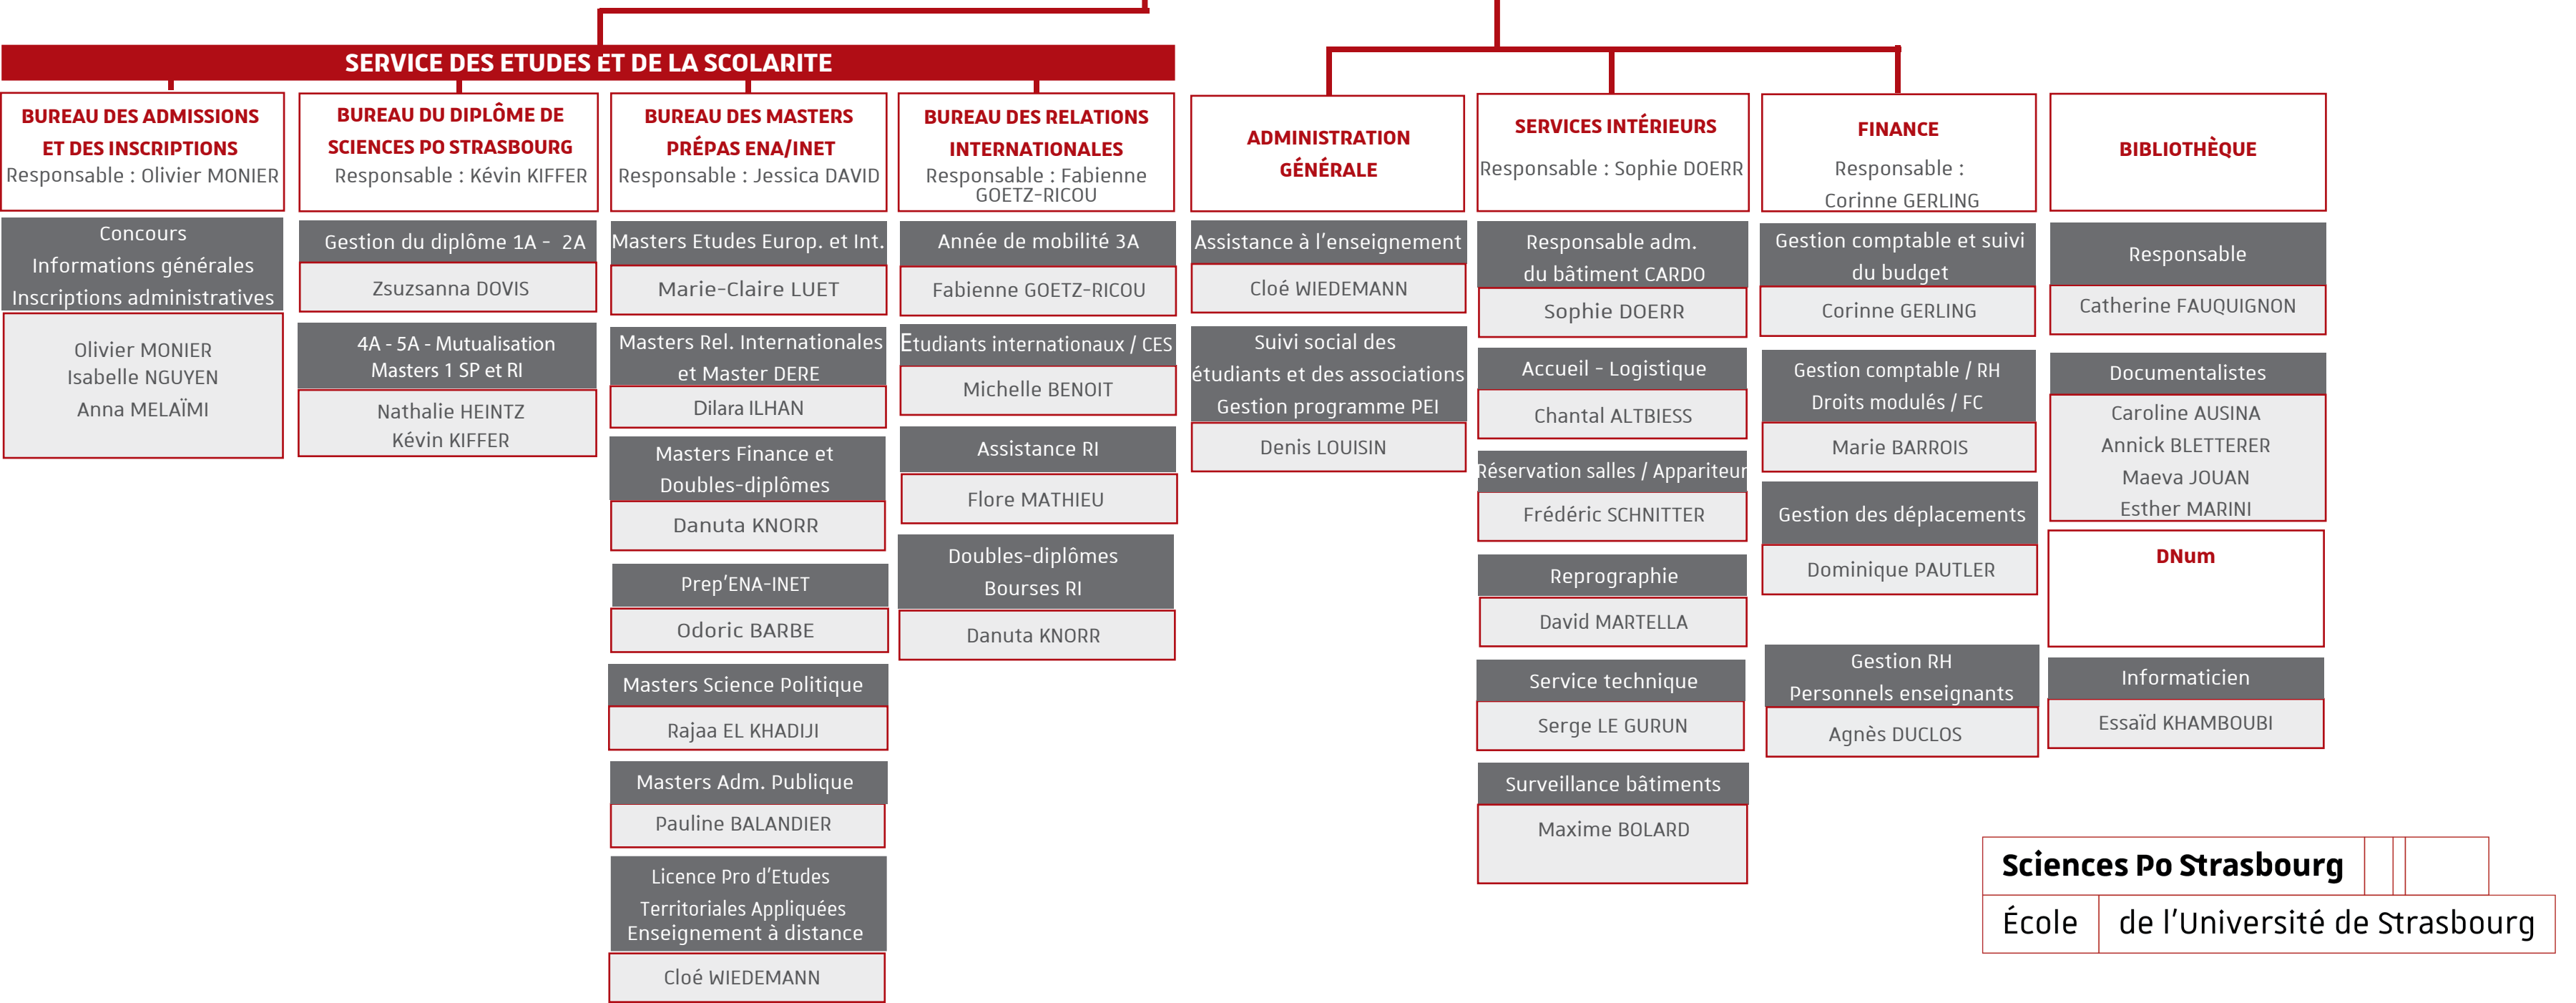 SERVICE DES ETUDES ET DE LA SCOLARITE
BUREAU DES ADMISSIONS
ET DES INSCRIPTIONS
Responsable : Olivier MONIER
Concours
Informations générales
Inscriptions administratives
Olivier MONIER
Isabelle NGUYEN
Anna MELAÏMI
BUREAU DU DIPLÔME DE
SCIENCES PO STRASBOURG
Responsable : Kévin KIFFER
Gestion du diplôme 1A - 2A
Zsuzsanna DOVIS
4A - 5A - Mutualisation
Masters 1 SP et RI
Nathalie HEINTZ
Kévin KIFFER
BUREAU DES MASTERS
PRÉPAS ENA/INET
Responsable : Jessica DAVID
Masters Etudes Europ. et Int.
Marie-Claire LUET
Masters Rel. Internationales
et Master DERE
Dilara ILHAN
Masters Finance et
Doubles-diplômes
Danuta KNORR
Prep'ENA-INET
Odoric BARBE
Masters Science Politique
Rajaa EL KHADIJI
Masters Adm. Publique
Pauline BALANDIER
Licence Pro d'Etudes
Territoriales Appliquées
Enseignement à distance
Cloé WIEDEMANN
BUREAU DES RELATIONS
INTERNATIONALES
Responsable : Fabienne
GOETZ-RICOU
Année de mobilité 3A
Fabienne GOETZ-RICOU
Etudiants internationaux / CES
Michelle BENOIT
Assistance RI
Flore MATHIEU
Doubles-diplômes
Bourses RI
Danuta KNORR
ADMINISTRATION
GÉNÉRALE
Assistance à l'enseignement
Cloé WIEDEMANN
Suivi social des
étudiants et des associations
Gestion programme PEI
Denis LOUISIN
SERVICES INTÉRIEURS
Responsable : Sophie DOERR
Responsable adm.
du bâtiment CARDO
Sophie DOERR
Accueil - Logistique
Chantal ALTBIESS
Réservation salles / Appariteur
Frédéric SCHNITTER
Reprographie
David MARTELLA
Service technique
Serge LE GURUN
Surveillance bâtiments
Maxime BOLARD
FINANCE
Responsable :
Corinne GERLING
Gestion comptable et suivi
du budget
Corinne GERLING
Gestion comptable / RH
Droits modulés / FC
Marie BARROIS
Gestion des déplacements
Dominique PAUTLER
Gestion RH
Personnels enseignants
Agnès DUCLOS
BIBLIOTHÈQUE
Responsable
Catherine FAUQUIGNON
Documentalistes
Caroline AUSINA
Annick BLETTERER
Maeva JOUAN
Esther MARINI
DNum
Informaticien
Essaïd KHAMBOUBI
Sciences Po Strasbourg
École de l'Université de Strasbourg